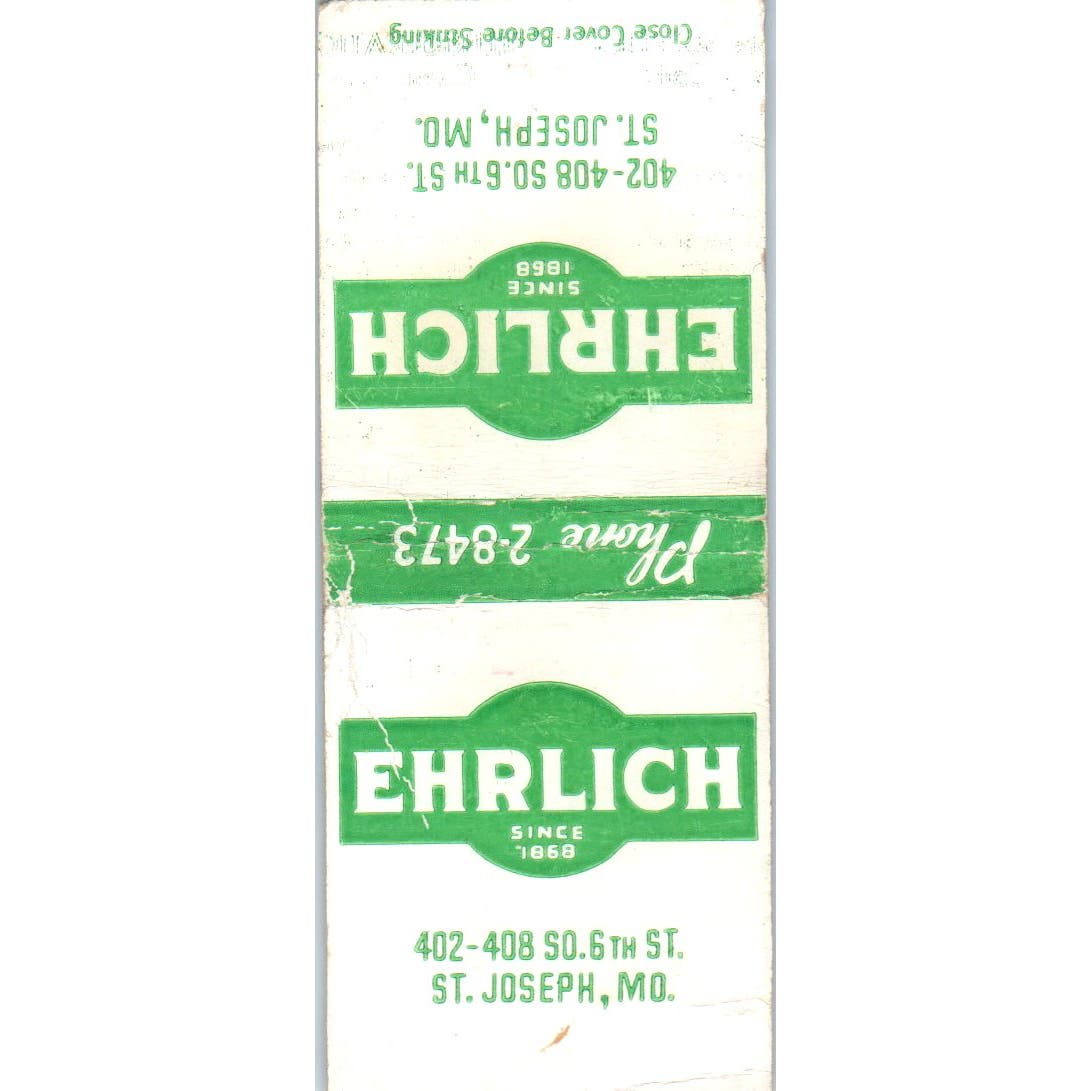 Close Cover Before Striking
ST. JOSEPH, MO.
402-408 SO. 6TH ST.
SINCE
1868
EHRLICH
Phone 2-8473
EHRLICH
SINCE
1868
402-408 SO. 6TH ST.
ST. JOSEPH, MO.